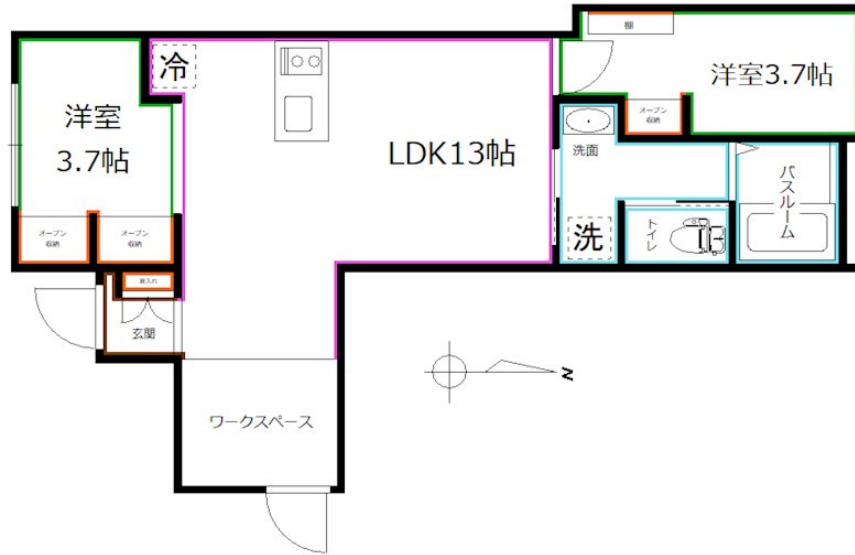 棚
冷
洋室3.7帖
洋室
3.7帖
オープン
収納
LDK13帖
洗面
バスルーム
オープン
収納
オープン
収納
洗
トイレ
靴入れ
玄関
N
ワークスペース